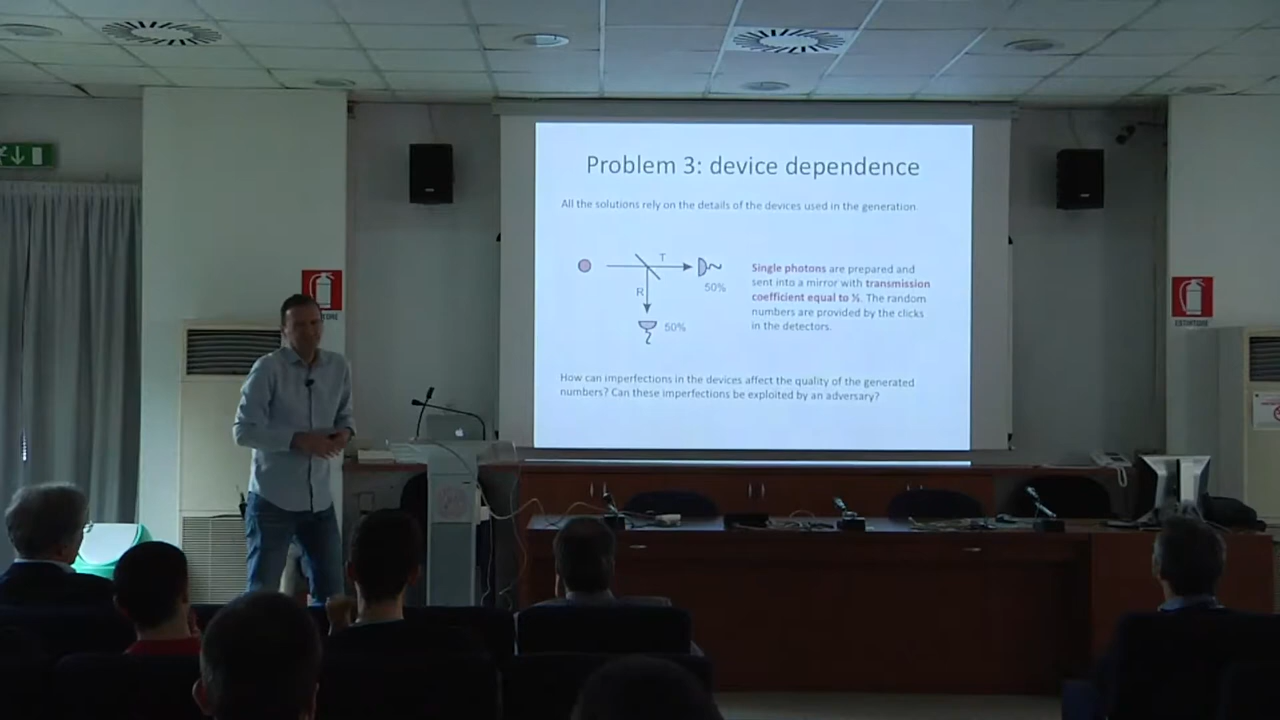 Problem 3: device dependence
All the solutions rely on the details of the devices used in the generation.
T
50%
R
50%
Single photons are prepared and
sent into a mirror with transmission
coefficient equal to ½. The random
numbers are provided by the clicks
in the detectors.
How can imperfections in the devices affect the quality of the generated
numbers? Can these imperfections be exploited by an adversary?
ESTINTORE